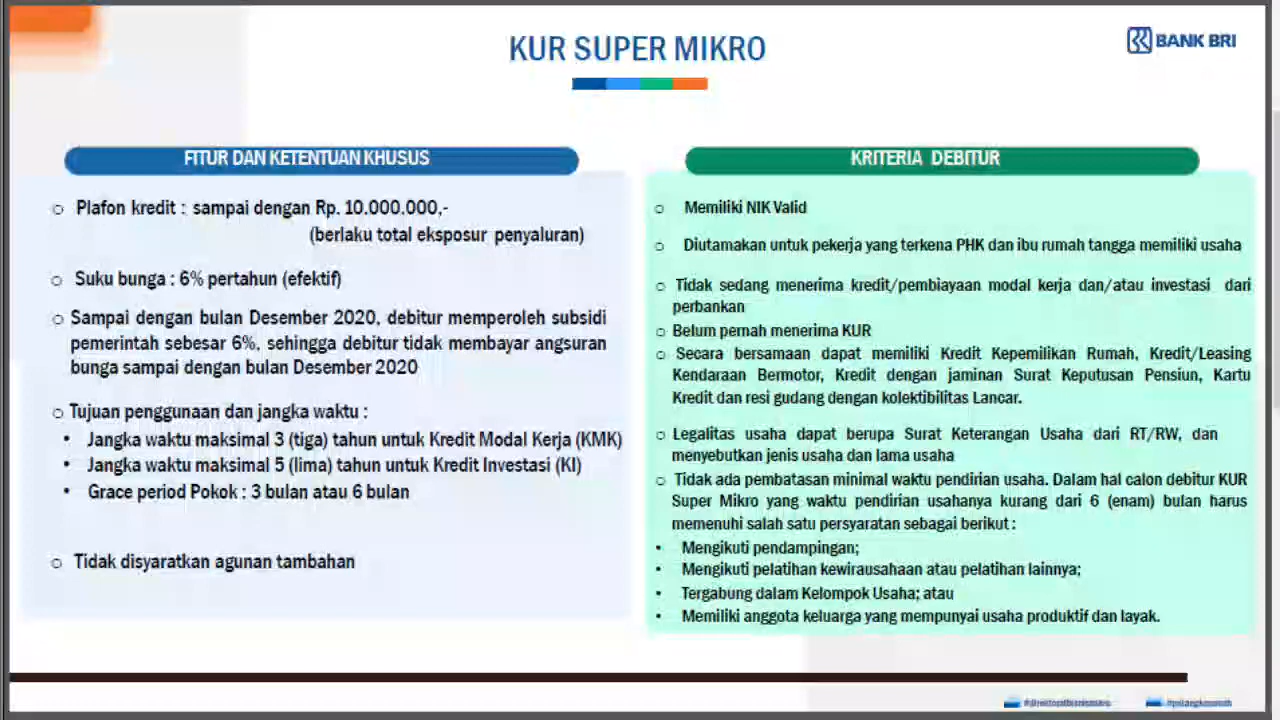 KUR SUPER MIKRO
BANK BRI
FITUR DAN KETENTUAN KHUSUS
o Plafon kredit : sampai dengan Rp. 10.000.000,-
(berlaku total eksposur penyaluran)
o Suku bunga : 6% pertahun (efektif)
o Sampai dengan bulan Desember 2020, debitur memperoleh subsidi
pemerintah sebesar 6%, sehingga debitur tidak membayar angsuran
bunga sampai dengan bulan Desember 2020
o Tujuan penggunaan dan jangka waktu :
• Jangka waktu maksimal 3 (tiga) tahun untuk Kredit Modal Kerja (KMK)
• Jangka waktu maksimal 5 (lima) tahun untuk Kredit Investasi (KI)
• Grace period Pokok : 3 bulan atau 6 bulan
o Tidak disyaratkan agunan tambahan
KRITERIA DEBITUR
o Memiliki NIK Valid
o Diutamakan untuk pekerja yang terkena PHK dan ibu rumah tangga memiliki usaha
o Tidak sedang menerima kredit/pembiayaan modal kerja dan/atau investasi dari
perbankan
o Belum pernah menerima KUR
o Secara bersamaan dapat memiliki Kredit Kepemilikan Rumah, Kredit/Leasing
Kendaraan Bermotor, Kredit dengan jaminan Surat Keputusan Pensiun, Kartu
Kredit dan resi gudang dengan kolektibilitas Lancar.
o Legalitas usaha dapat berupa Surat Keterangan Usaha dari RT/RW, dan
menyebutkan jenis usaha dan lama usaha
o Tidak ada pembatasan minimal waktu pendirian usaha. Dalam hal calon debitur KUR
Super Mikro yang waktu pendirian usahanya kurang dari 6 (enam) bulan harus
memenuhi salah satu persyaratan sebagai berikut :
• Mengikuti pendampingan;
• Mengikuti pelatihan kewirausahaan atau pelatihan lainnya;
• Tergabung dalam Kelompok Usaha; atau
• Memiliki anggota keluarga yang mempunyai usaha produktif dan layak.